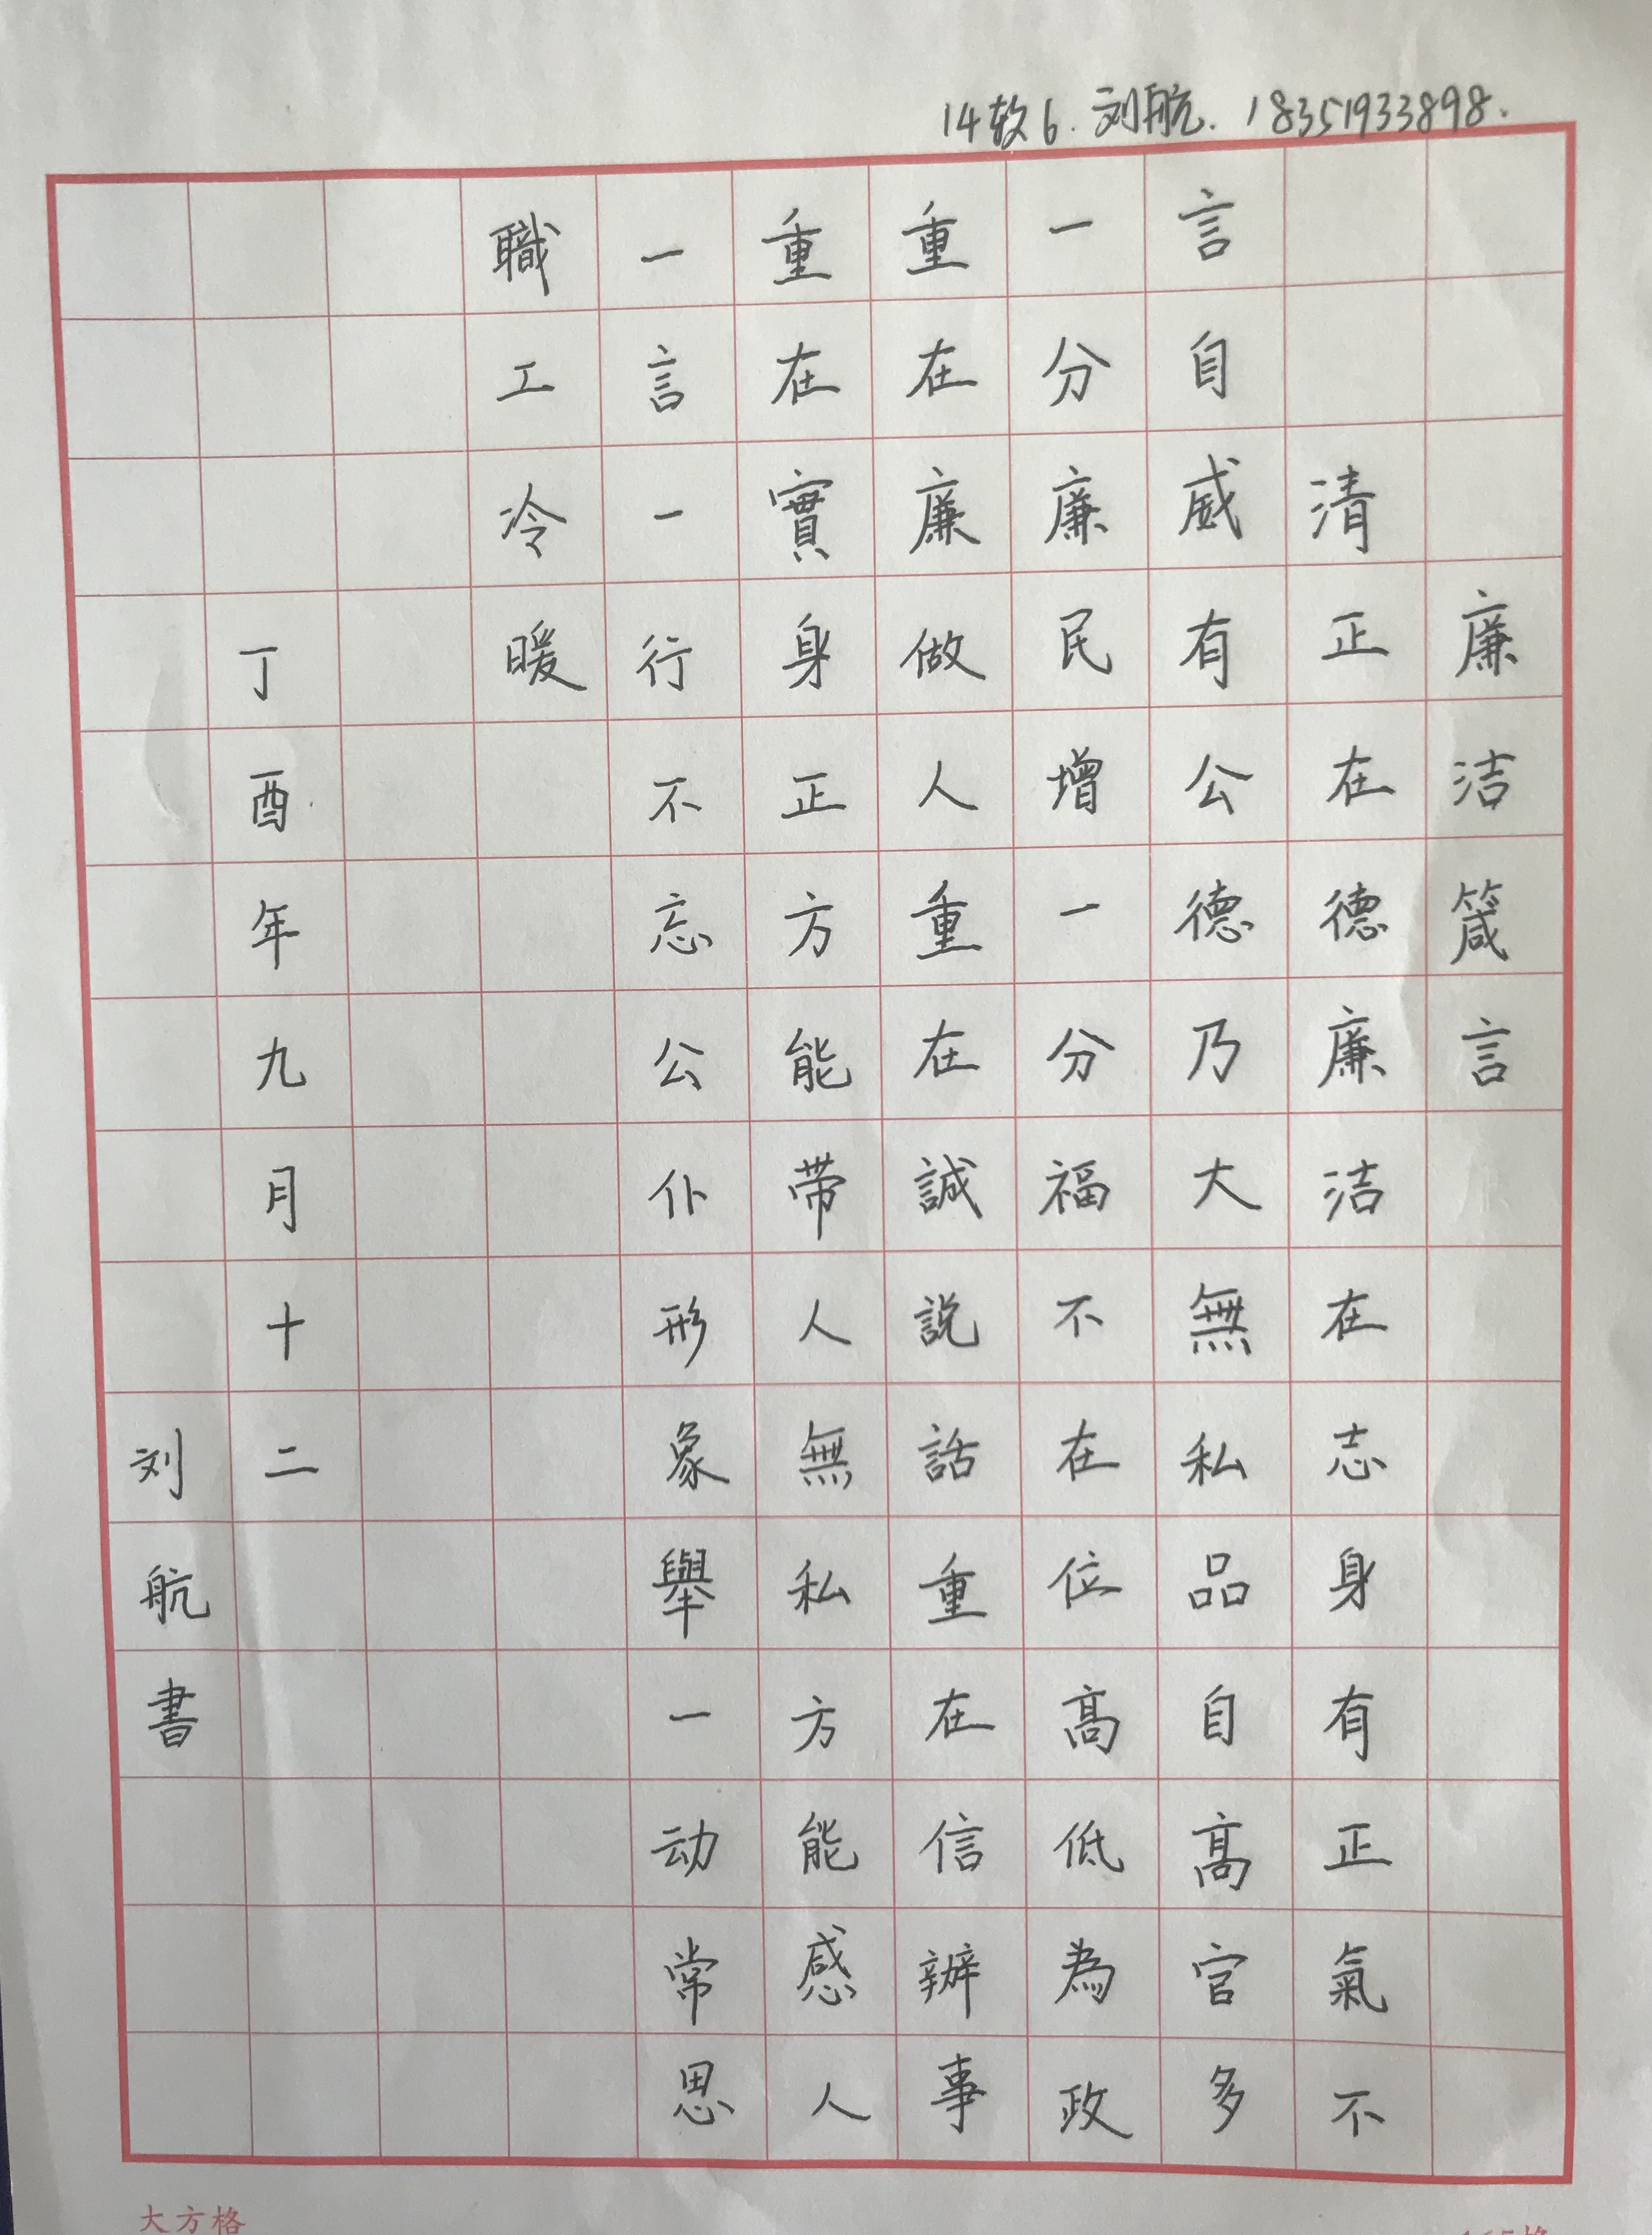 14软6. 刘航. 18351933898.
廉洁箴言
清正在德廉洁在志身有正氣不
言自威有公德乃大無私品自高官多
一分廉民增一分福不在位高低為政
重在廉做人重在誠説話重在信辦事
重在實身正方能带人無私方能感人
一言一行不忘公仆形象舉一动常思
職工冷暖
丁酉年九月十二
刘航書
大方格